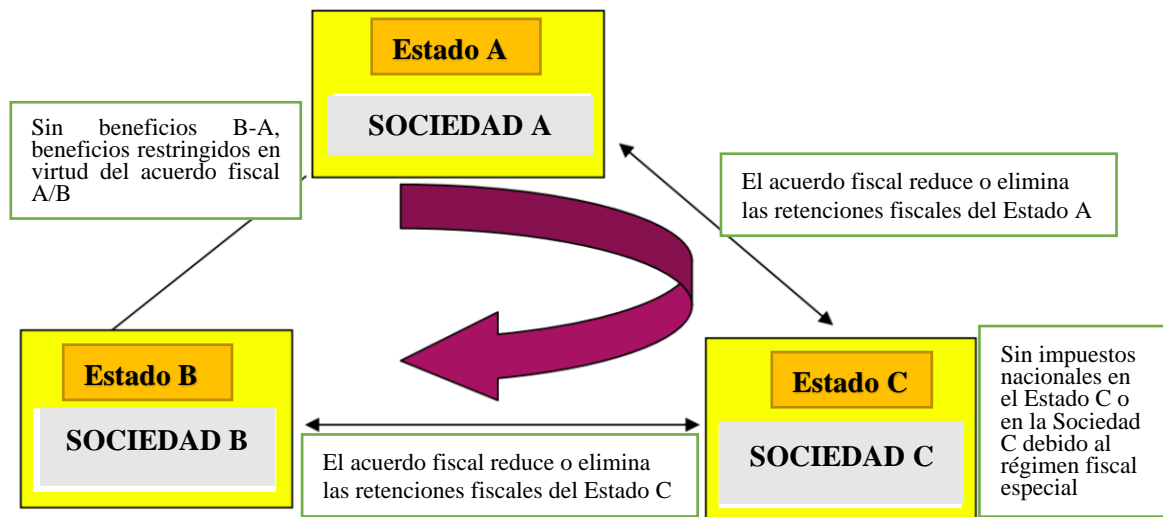 Estado A
SOCIEDAD A
Sin beneficios B-A,
beneficios restringidos en
virtud del acuerdo fiscal
A/B
El acuerdo fiscal reduce o elimina
las retenciones fiscales del Estado A
Estado B
SOCIEDAD B
El acuerdo fiscal reduce o elimina
las retenciones fiscales del Estado C
Estado C
SOCIEDAD C
Sin impuestos
nacionales en
el Estado C o
en la Sociedad
C debido al
régimen fiscal
especial